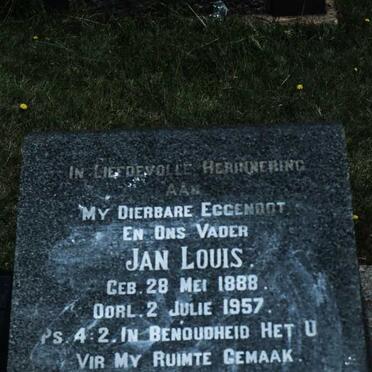 In Liefdevolle Herinnering
Aan
My Dierbare Eggenoot
En Ons Vader
Jan Louis.
Geb. 28 Mei 1888.
Oorl. 2 Julie 1957.
Ps. 4:2. In Benoudheid Het U
Vir My Ruimte Gemaak.